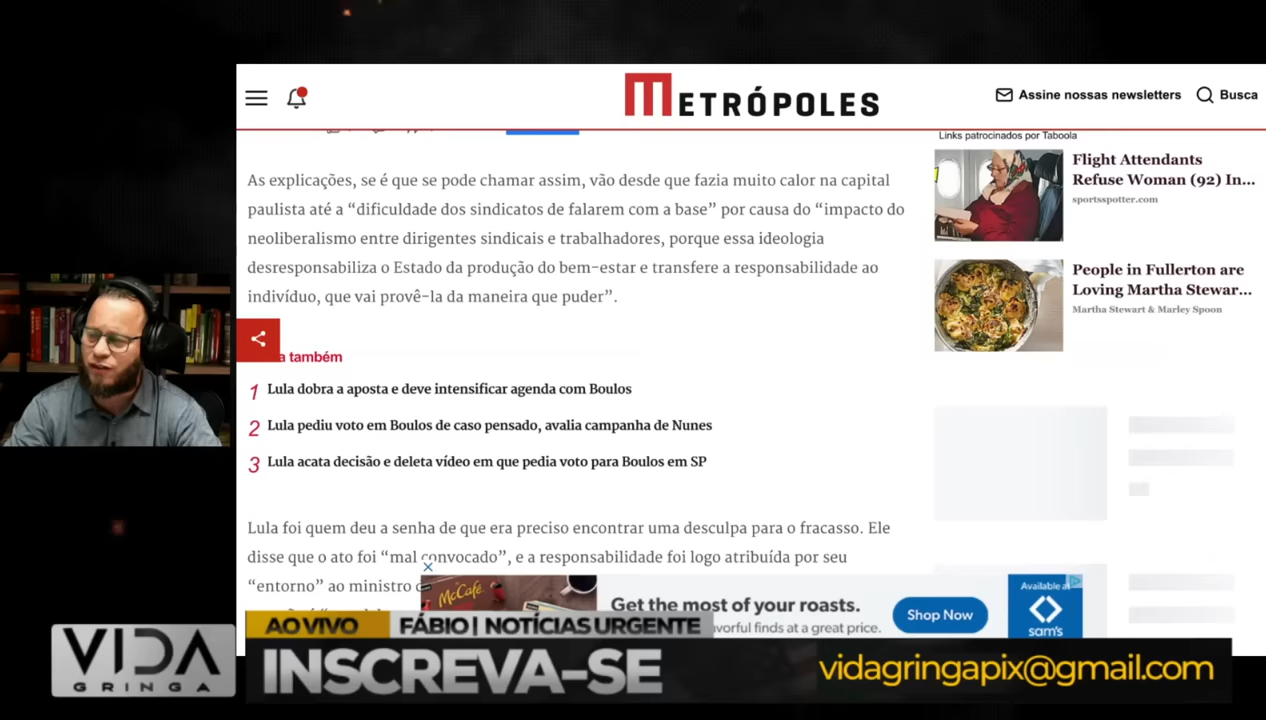 METRÓPOLES
Assine nossas newsletters
Busca
As explicações, se é que se pode chamar assim, vão desde que fazia muito calor na capital
paulista até a “dificuldade dos sindicatos de falarem com a base” por causa do “impacto do
neoliberalismo entre dirigentes sindicais e trabalhadores, porque essa ideologia
desresponsabiliza o Estado da produção do bem-estar e transfere a responsabilidade ao
indivíduo, que vai provê-la da maneira que puder”.
também
1 Lula dobra a aposta e deve intensificar agenda com Boulos
2 Lula pediu voto em Boulos de caso pensado, avalia campanha de Nunes
3 Lula acata decisão e deleta vídeo em que pedia voto para Boulos em SP
Lula foi quem deu a senha de que era preciso encontrar uma desculpa para o fracasso. Ele
disse que o ato foi “mal convocado”, e a responsabilidade foi logo atribuída por seu
“entorno” ao ministro
Links patrocinados por Taboola
Flight Attendants
Refuse Woman (92) In...
sportsspotter.com
People in Fullerton are
Loving Martha Stewar...
Martha Stewart & Marley Spoon
McCafé
Get the most of your roasts.
finds at a great price.
Shop Now
Available at
sam's
AO VIVO
FÁBIO | NOTÍCIAS URGENTE
VIDA
GRINGA
INSCREVA-SE
vidagringapix@gmail.com